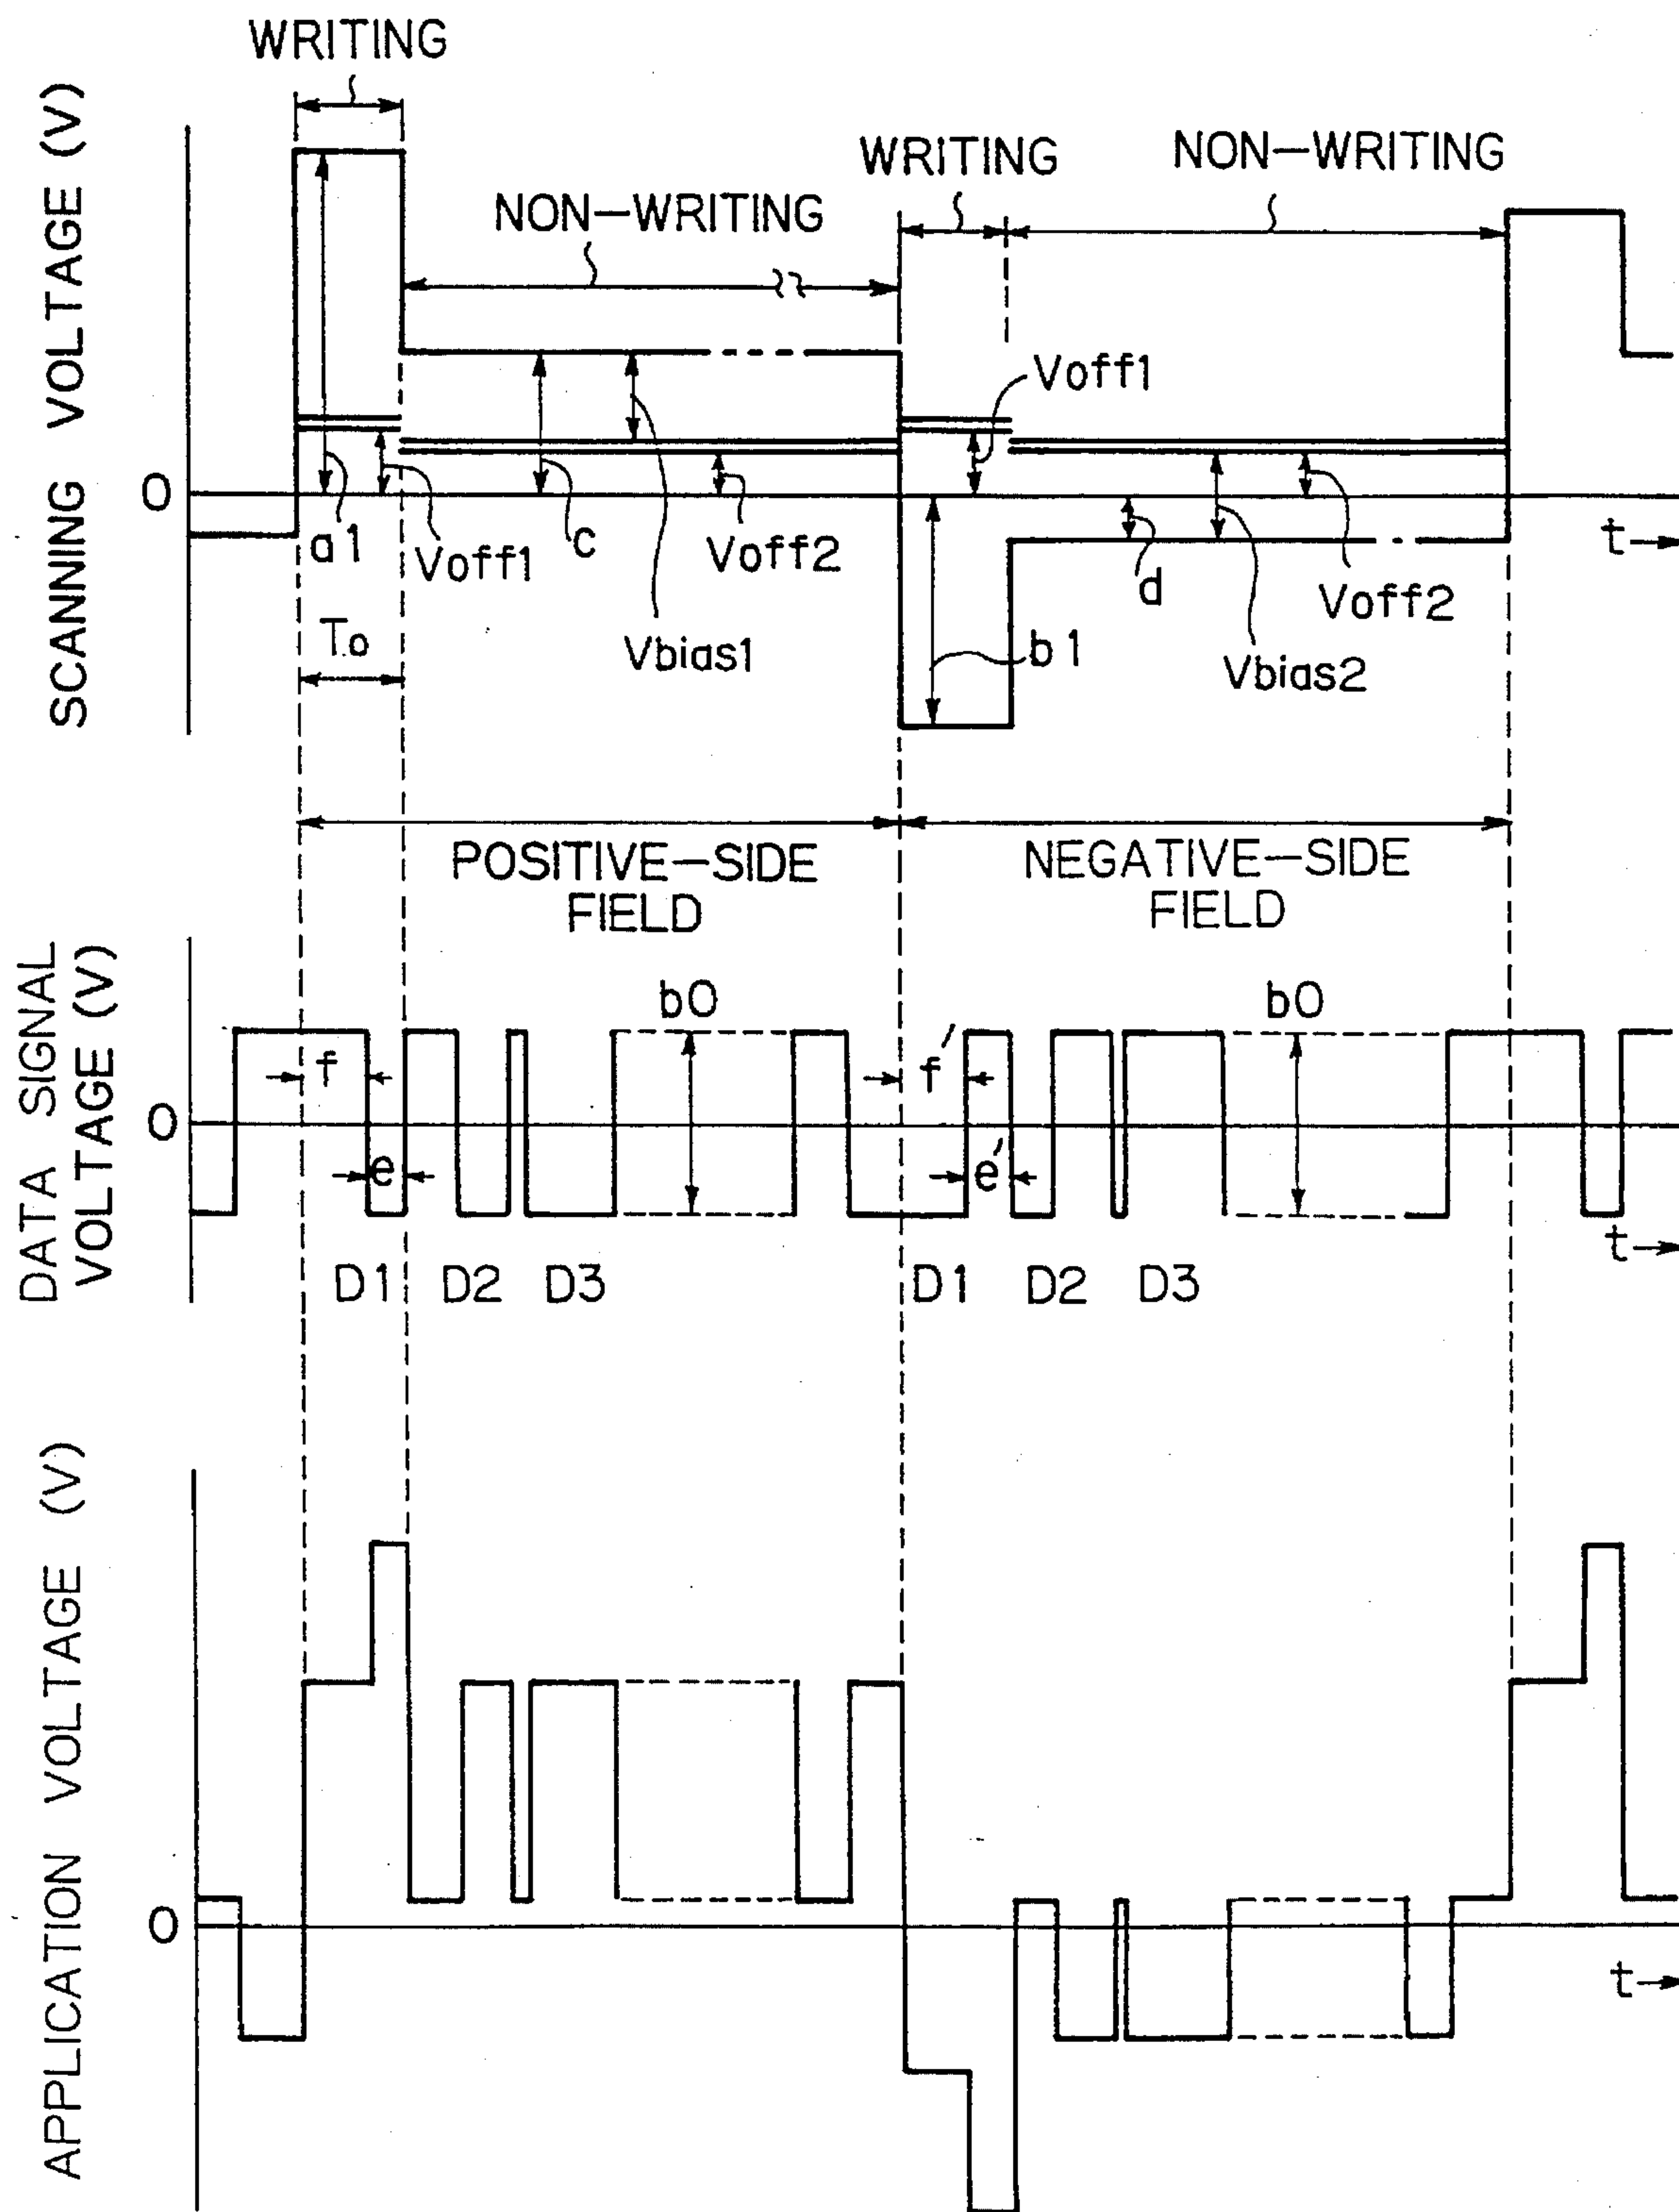 WRITING
WRITING
NON-WRITING
NON-WRITING
SCANNING VOLTAGE (V)
Voff1
0
a1
Voff1
c
Voff2
d
Voff2
t
To
Vbias1
b1
Vbias2
POSITIVE-SIDE
FIELD
NEGATIVE-SIDE
FIELD
DATA SIGNAL
VOLTAGE (V)
b0
b0
f
f'
0
e
e'
t
D1
D2
D3
D1
D2
D3
APPLICATION VOLTAGE (V)
0
t